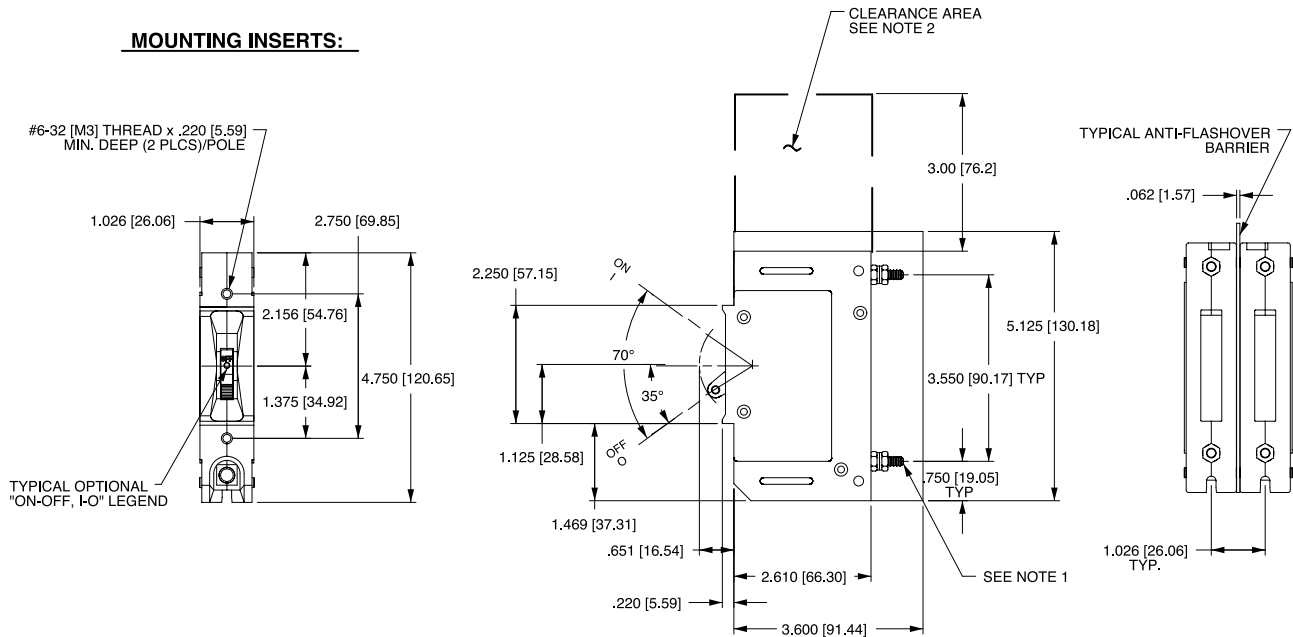 MOUNTING INSERTS:
CLEARANCE AREA
SEE NOTE 2
#6-32 [M3] THREAD x .220 [5.59]
MIN. DEEP (2 PLCS)/POLE
1.026 [26.06]
2.750 [69.85]
2.156 [54.76]
4.750 [120.65]
1.375 [34.92]
TYPICAL OPTIONAL
"ON-OFF, I-O" LEGEND
3.00 [76.2]
2.250 [57.15]
ON
I
70°
35°
OFF
O
1.125 [28.58]
1.469 [37.31]
.651 [16.54]
.220 [5.59]
5.125 [130.18]
3.550 [90.17] TYP
.750 [19.05]
TYP
2.610 [66.30]
SEE NOTE 1
3.600 [91.44]
TYPICAL ANTI-FLASHOVER
BARRIER
.062 [1.57]
1.026 [26.06]
TYP.